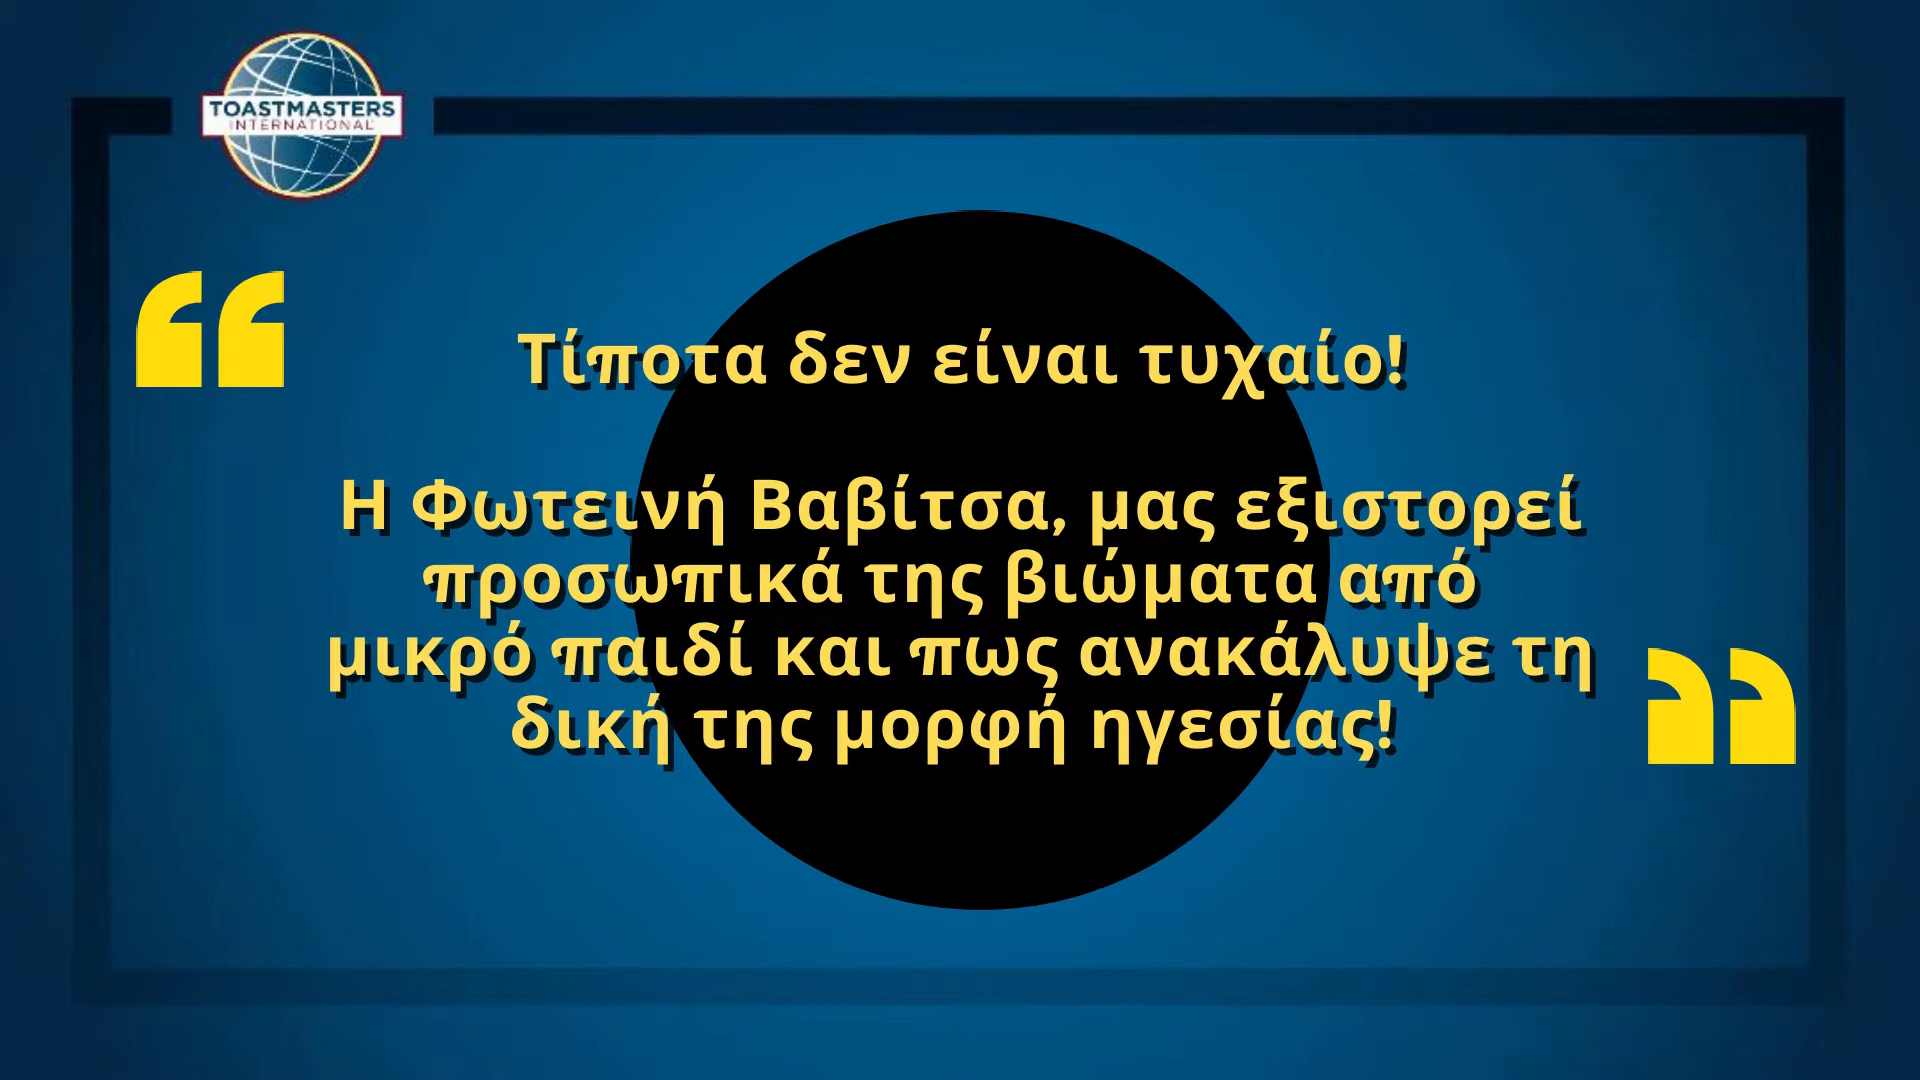 TOASTMASTERS
INTERNATIONAL
Τίποτα δεν είναι τυχαίο!
Η Φωτεινή Βαβίτσα, μας εξιστορεί
προσωπικά της βιώματα από
μικρό παιδί και πως ανακάλυψε τη
δική της μορφή ηγεσίας!